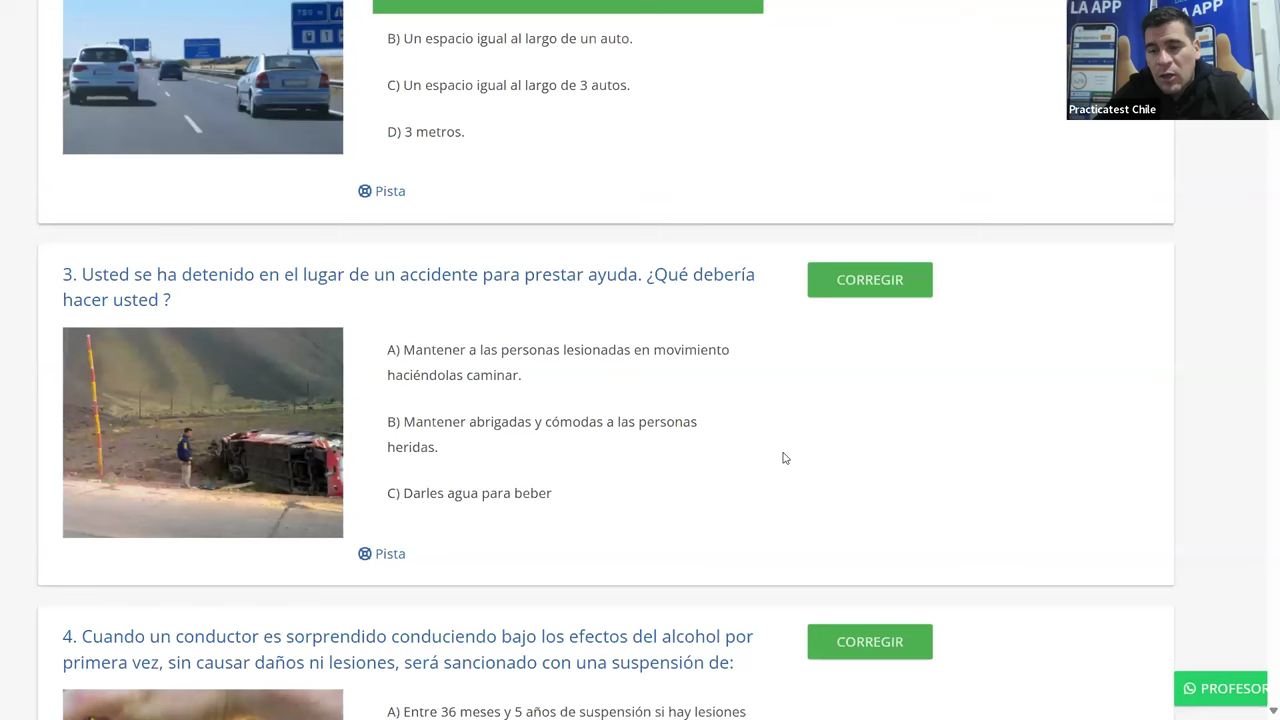 LA APP
A APP
Practicatest Chile
B) Un espacio igual al largo de un auto.
C) Un espacio igual al largo de 3 autos.
D) 3 metros.
Pista
3. Usted se ha detenido en el lugar de un accidente para prestar ayuda. ¿Qué debería
hacer usted ?
CORREGIR
A) Mantener a las personas lesionadas en movimiento
haciéndolas caminar.
B) Mantener abrigadas y cómodas a las personas
heridas.
C) Darles agua para beber
Pista
4. Cuando un conductor es sorprendido conduciendo bajo los efectos del alcohol por
primera vez, sin causar daños ni lesiones, será sancionado con una suspensión de:
CORREGIR
A) Entre 36 meses y 5 años de suspensión si hay lesiones
PROFESOR